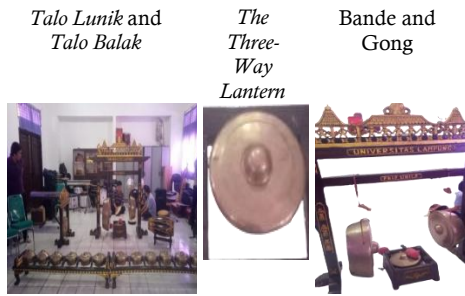 Talo Lunik and
Talo Balak
The
Three-
Way
Lantern
Bande and
Gong
UNIVERSITAS LAMPUNG